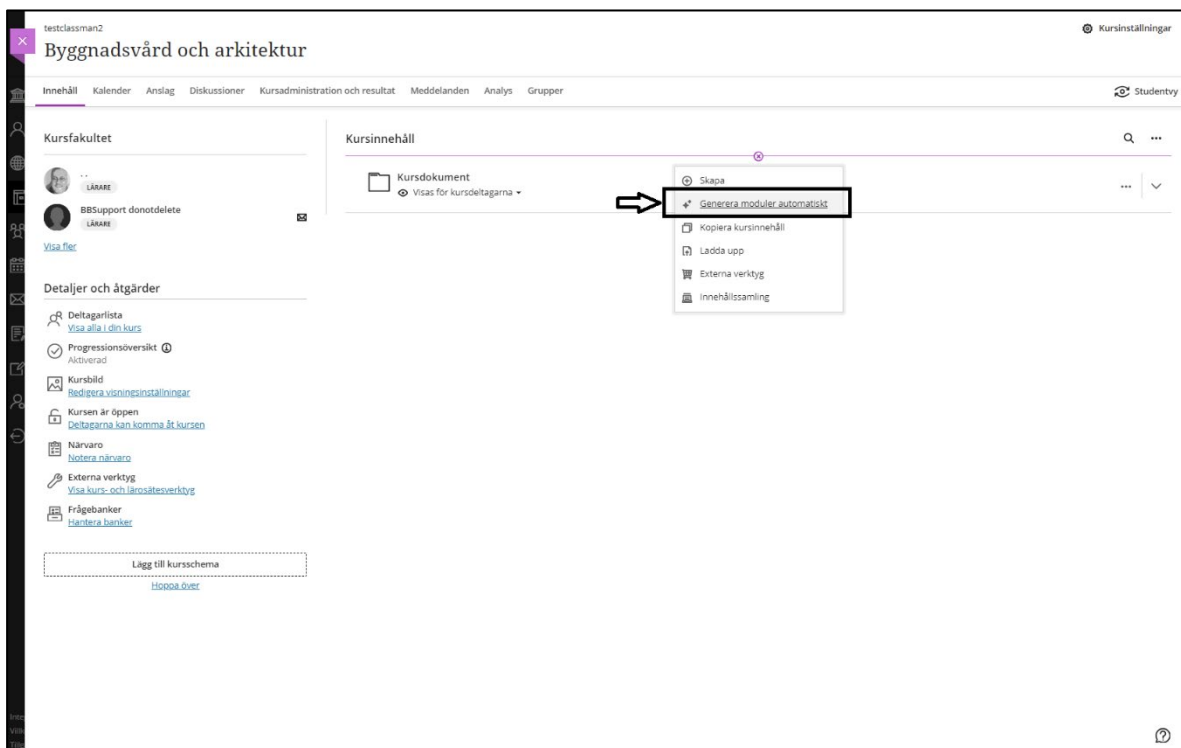 testclassman2
Byggnadsvård och arkitektur
Kursinställningar
Innehåll Kalender Anslag Diskussioner Kursadministration och resultat Meddelanden Analys Grupper
Studentvy
Kursfakultet
. .
LÄRARE
BBSupport donotdelete
LÄRARE
Visa fler
Detaljer och åtgärder
Deltagarlista
Visa alla i din kurs
Progressionsöversikt
Aktiverad
Kursbild
Redigera visningsinställningar
Kursen är öppen
Deltagarna kan komma åt kursen
Närvaro
Notera närvaro
Externa verktyg
Visa kurs- och lärosätesverktyg
Frågebanker
Hantera banker
Lägg till kursschema
Hoppa över
Kursinnehåll
Kursdokument
Visas för kursdeltagarna
Skapa
Generera moduler automatiskt
Kopiera kursinnehåll
Ladda upp
Externa verktyg
Innehållssamling